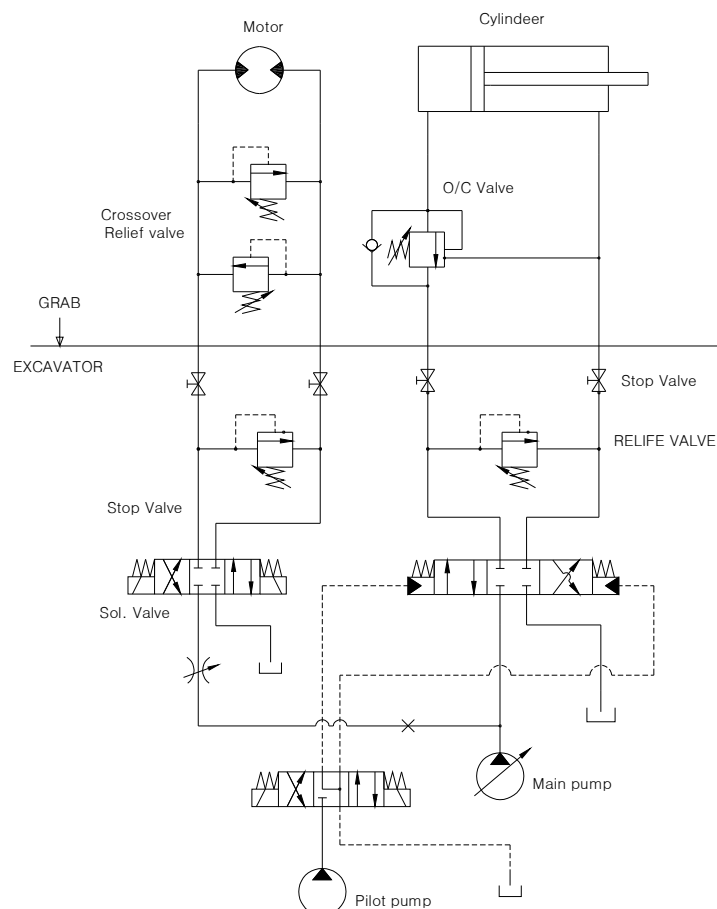 Cylindeer
Motor
O/C Valve
Crossover
Relief valve
GRAB
EXCAVATOR
Stop Valve
RELIFE VALVE
Stop Valve
Sol. Valve
Main pump
Pilot pump